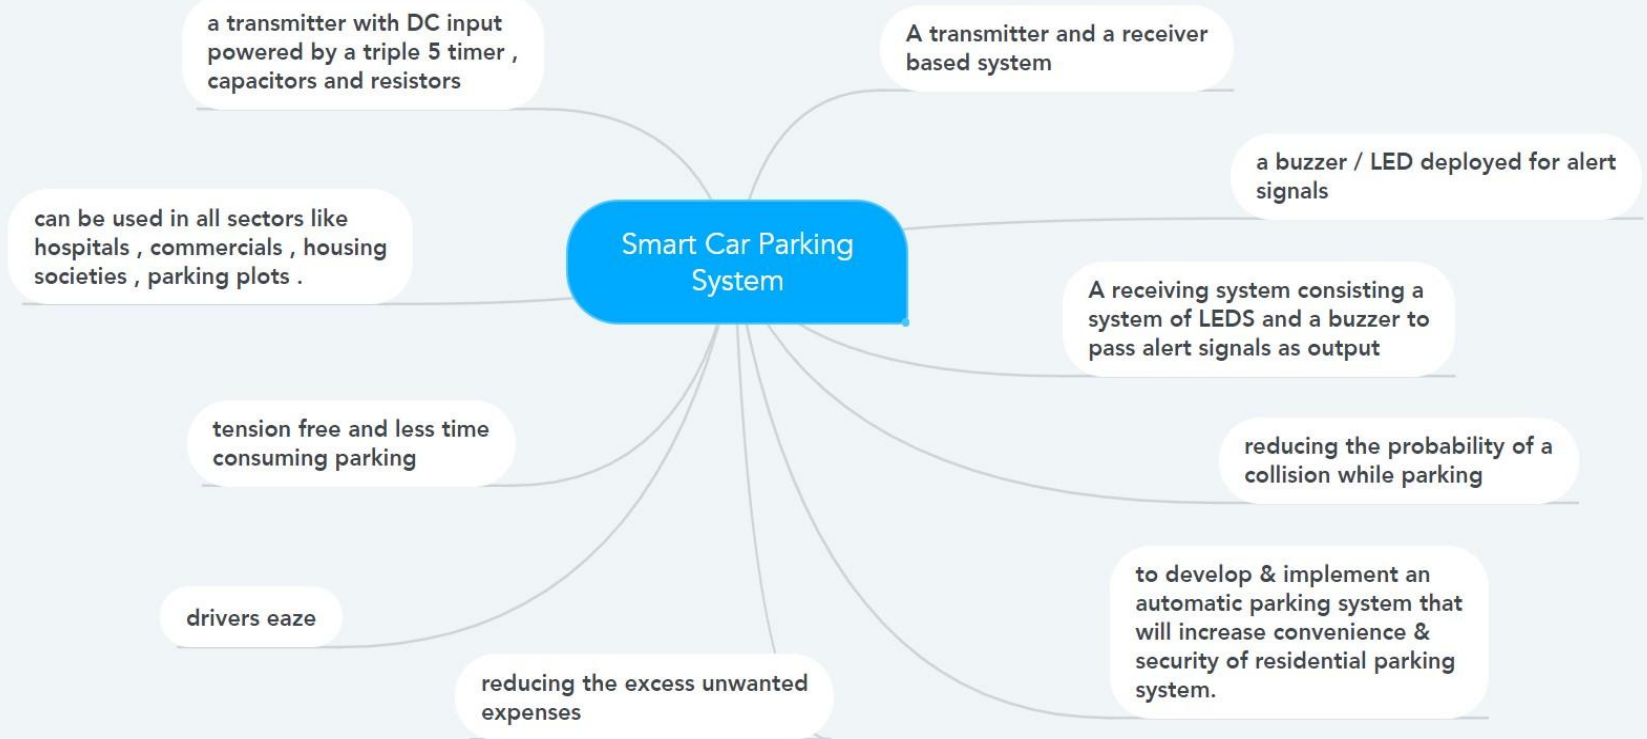 a transmitter with DC input
powered by a triple 5 timer ,
capacitors and resistors
A transmitter and a receiver
based system
a buzzer / LED deployed for alert
signals
can be used in all sectors like
hospitals , commercials , housing
societies , parking plots .
Smart Car Parking
System
A receiving system consisting a
system of LEDS and a buzzer to
pass alert signals as output
tension free and less time
consuming parking
reducing the probability of a
collision while parking
to develop & implement an
automatic parking system that
will increase convenience &
security of residential parking
system.
drivers eaze
reducing the excess unwanted
expenses